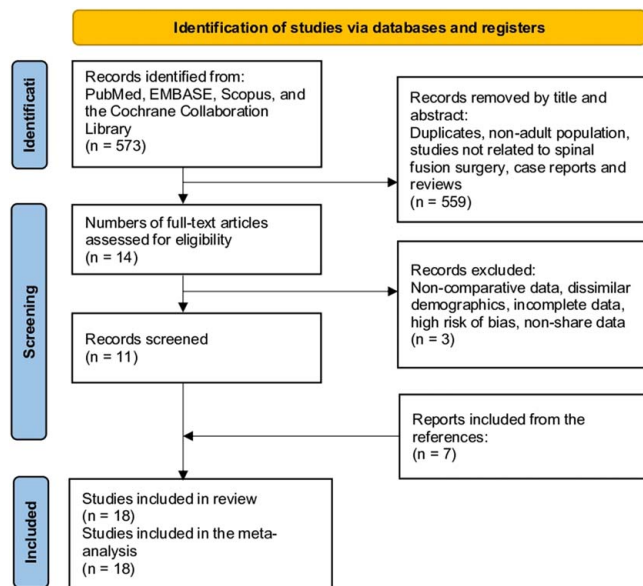 Identification of studies via databases and registers
Identificati
Records identified from:
PubMed, EMBASE, Scopus, and
the Cochrane Collaboration
Library
(n = 573)
Records removed by title and
abstract:
Duplicates, non-adult population,
studies not related to spinal
fusion surgery, case reports and
reviews
(n = 559)
Screening
Numbers of full-text articles
assessed for eligibility
(n = 14)
Records excluded:
Non-comparative data, dissimilar
demographics, incomplete data,
high risk of bias, non-share data
(n = 3)
Records screened
(n = 11)
Reports included from the
references:
(n = 7)
Included
Studies included in review
(n = 18)
Studies included in the meta-
analysis
(n = 18)